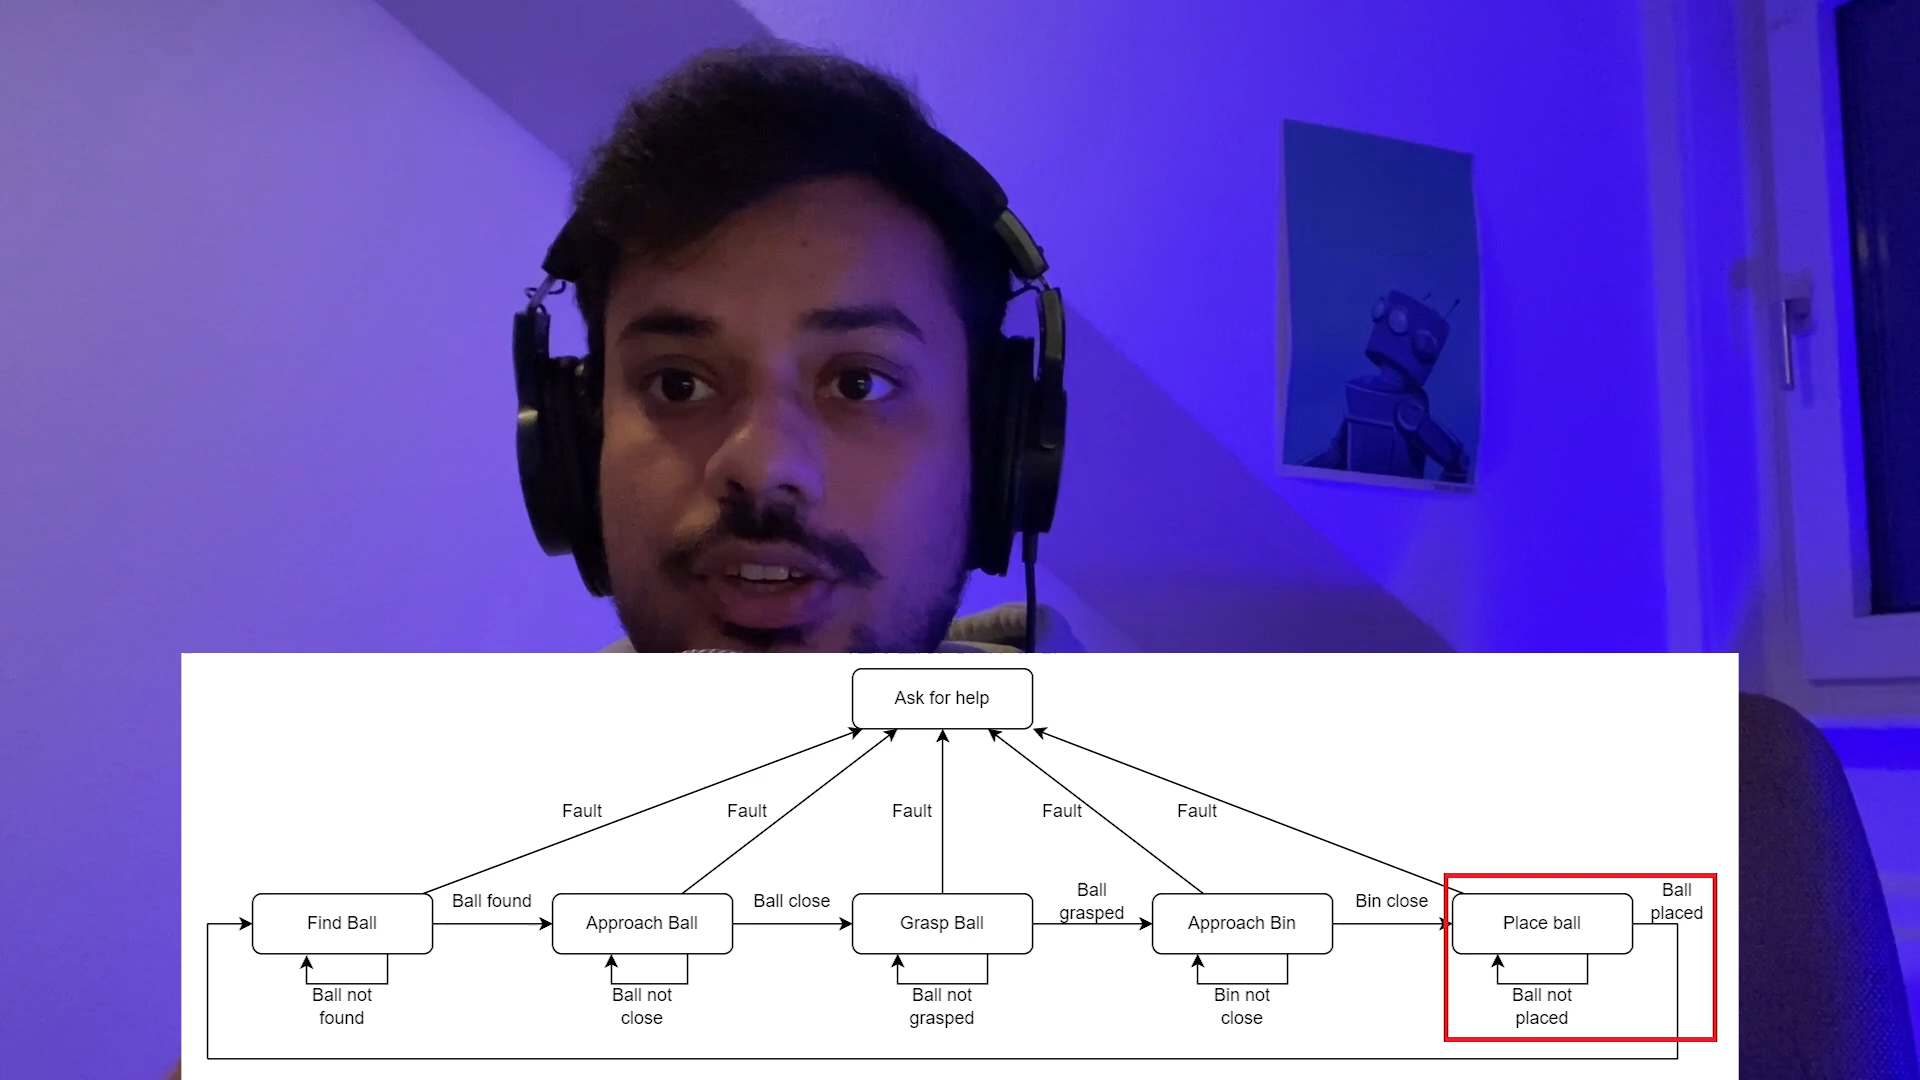 Ask for help
Fault
Fault
Fault
Fault
Fault
Find Ball
Ball found
Approach Ball
Ball close
Grasp Ball
Ball
grasped
Approach Bin
Bin close
Place ball
Ball
placed
Ball not
found
Ball not
close
Ball not
grasped
Bin not
close
Ball not
placed